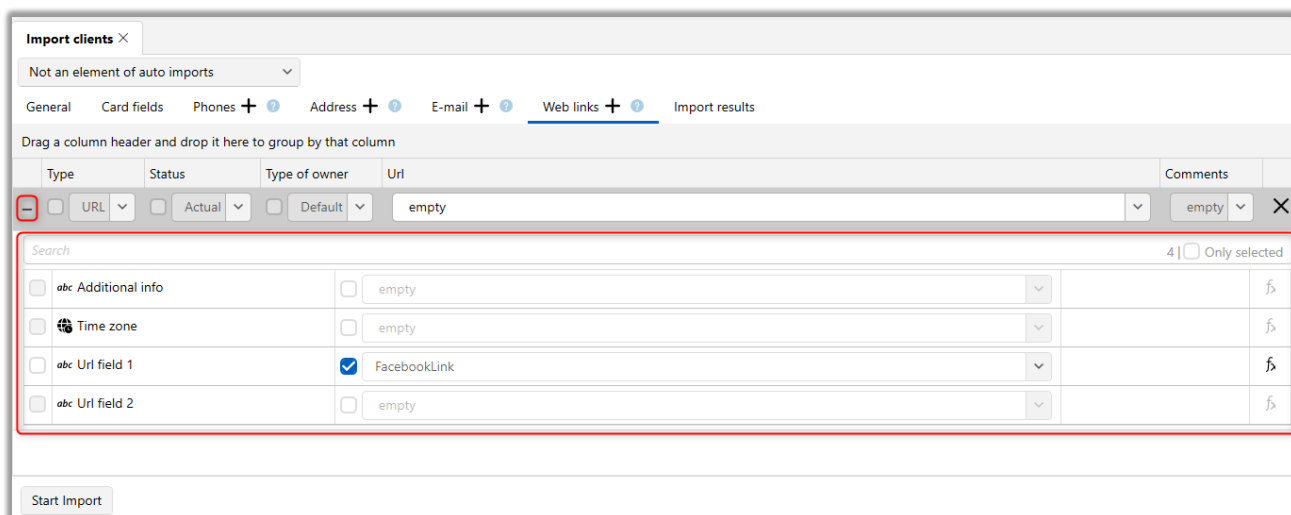 Import clients
Not an element of auto imports
General Card fields Phones + ? Address + ? E-mail + ? Web links + ? Import results
Drag a column header and drop it here to group by that column
Type Status Type of owner Url Comments
URL Actual Default empty empty
Search 4 | Only selected
abc Additional info empty
Time zone empty
abc Url field 1 FacebookLink
abc Url field 2 empty
Start Import